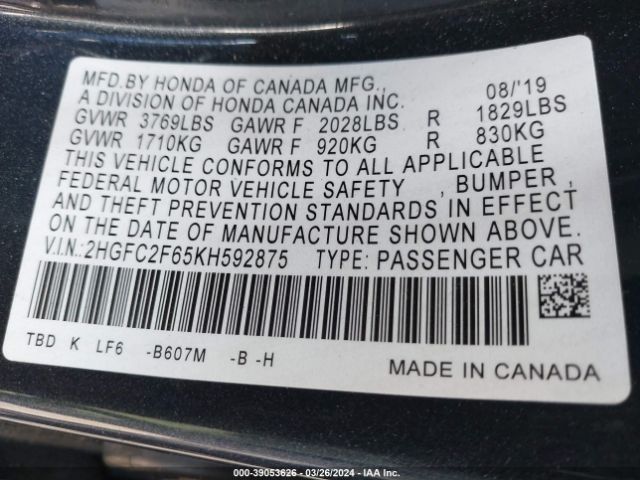 MFD.BY HONDA OF CANADA MFG., 08/'19
A DIVISION OF HONDA CANADA INC.
GVWR 3769LBS GAWR F 2028LBS R 1829LBS
GVWR 1710KG GAWR F 920KG R 830KG
THIS VEHICLE CONFORMS TO ALL APPLICABLE
FEDERAL MOTOR VEHICLE SAFETY , BUMPER ,
AND THEFT PREVENTION STANDARDS IN EFFECT
ON THE DATE OF MANUFACTURE SHOWN ABOVE.
V.I.N.:2HGFC2F65KH592875 TYPE: PASSENGER CAR
TBD K LF6 -B607M -B -H
MADE IN CANADA
000-39053626 - 03/26/2024 - IAA Inc.